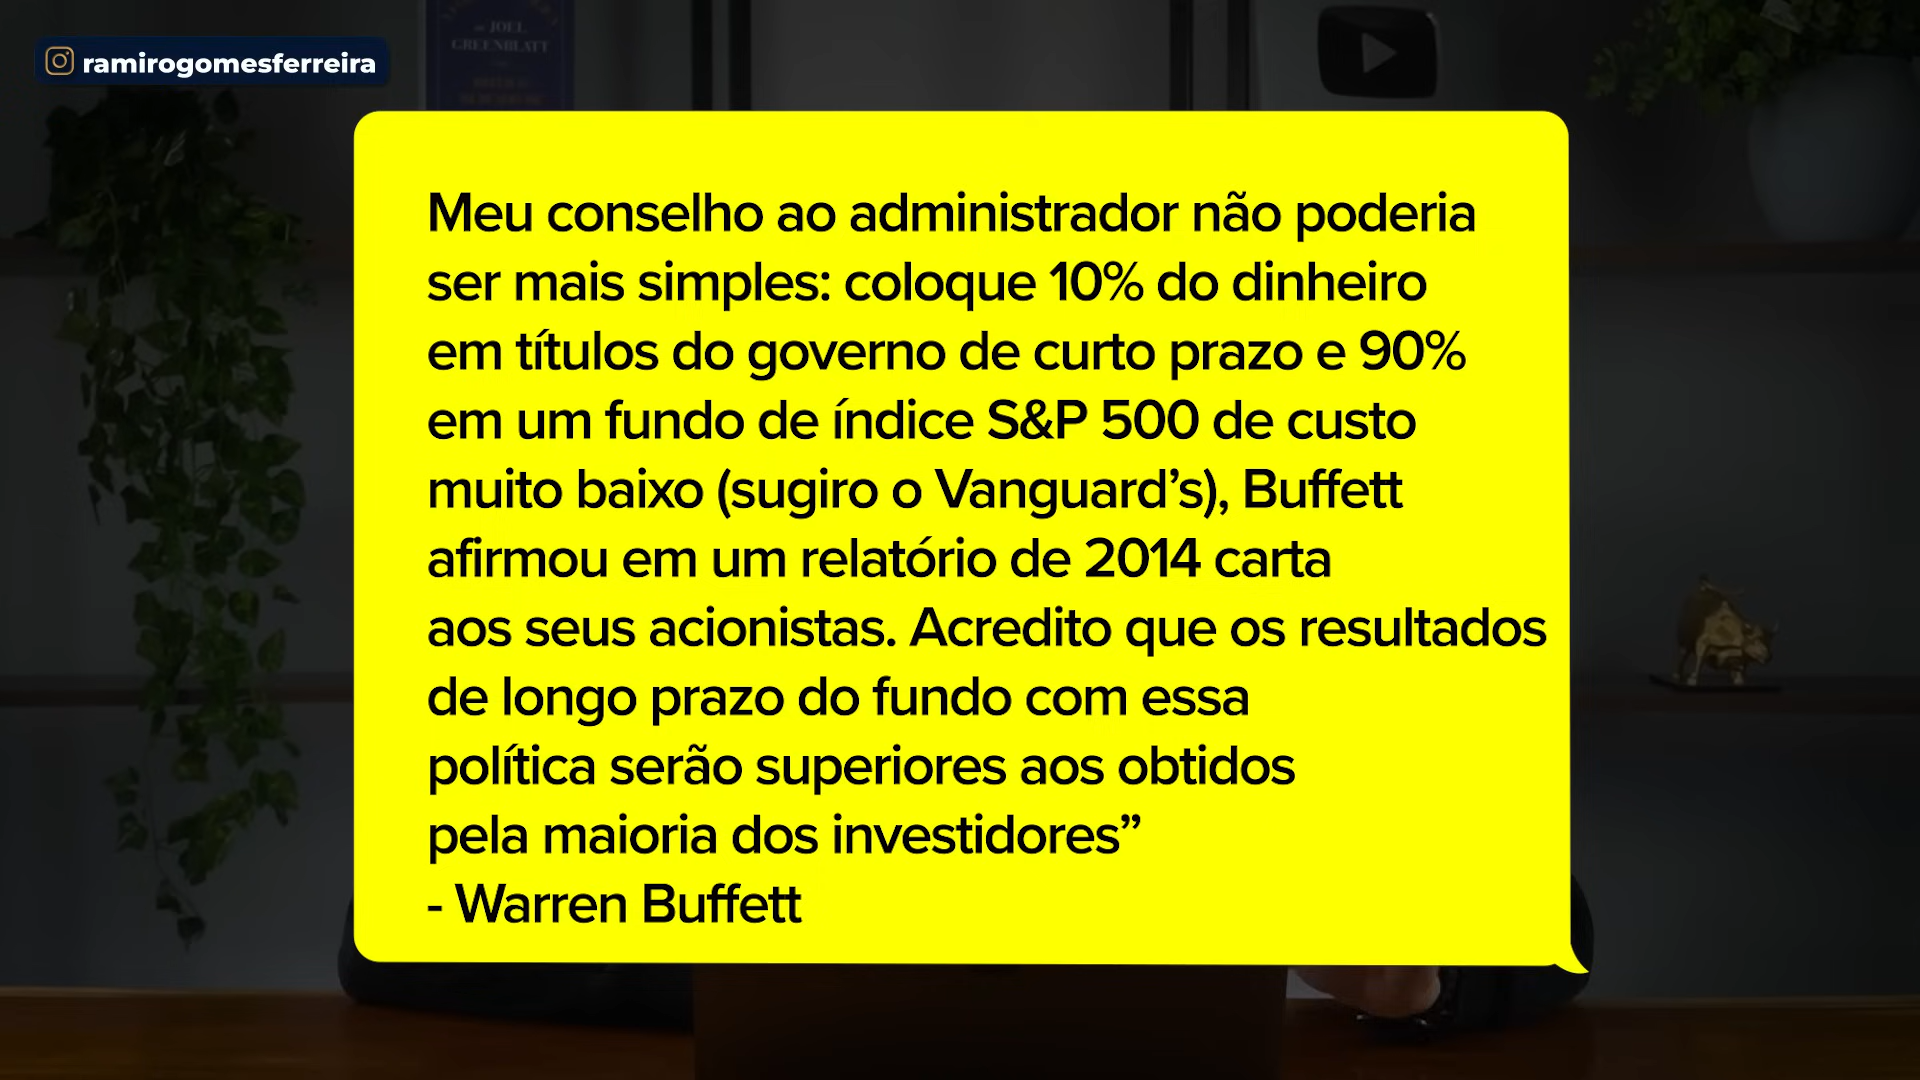 JOEL
GREENBLATT
ramirogomesferreira
Meu conselho ao administrador não poderia
ser mais simples: coloque 10% do dinheiro
em títulos do governo de curto prazo e 90%
em um fundo de índice S&P 500 de custo
muito baixo (sugiro o Vanguard’s), Buffett
afirmou em um relatório de 2014 carta
aos seus acionistas. Acredito que os resultados
de longo prazo do fundo com essa
política serão superiores aos obtidos
pela maioria dos investidores”
- Warren Buffett